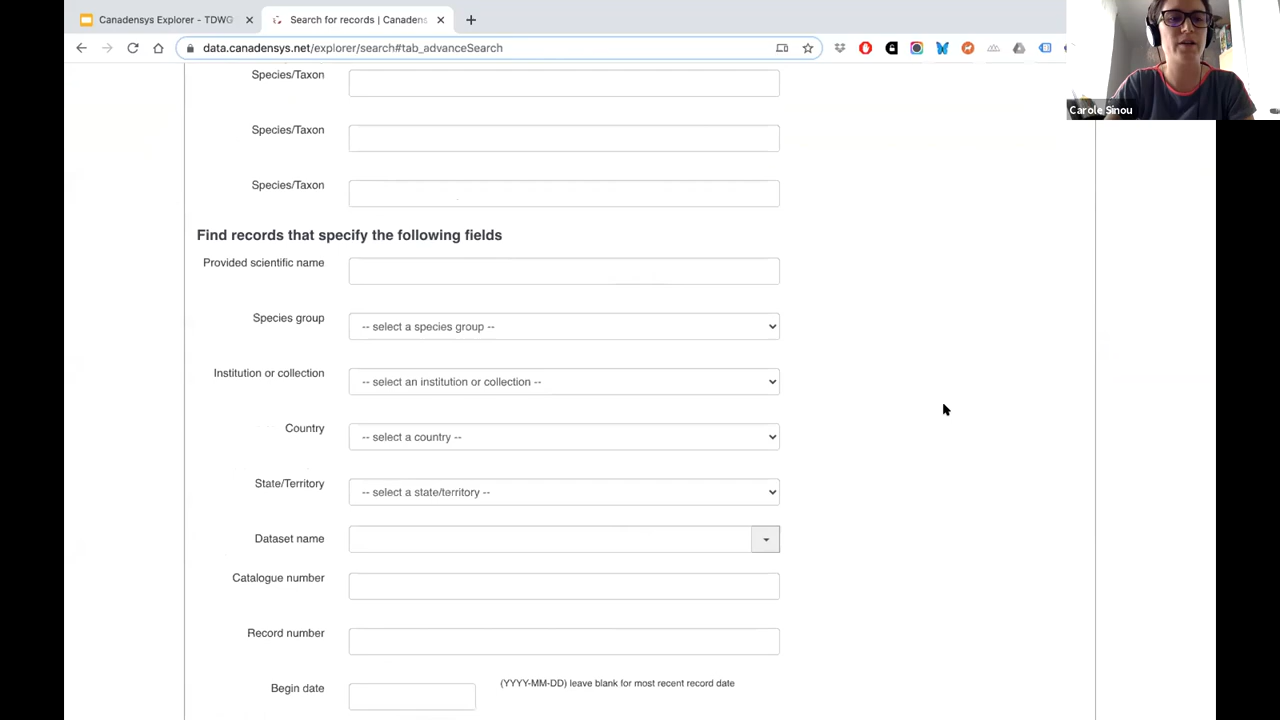 Canadensys Explorer - TDWG
Search for records | Canadens
data.canadensys.net/explorer/search#tab_advanceSearch
Carole Sinou
Species/Taxon
Species/Taxon
Species/Taxon
Find records that specify the following fields
Provided scientific name
Species group
-- select a species group --
Institution or collection
-- select an institution or collection --
Country
-- select a country --
State/Territory
-- select a state/territory --
Dataset name
Catalogue number
Record number
Begin date
(YYYY-MM-DD) leave blank for most recent record date